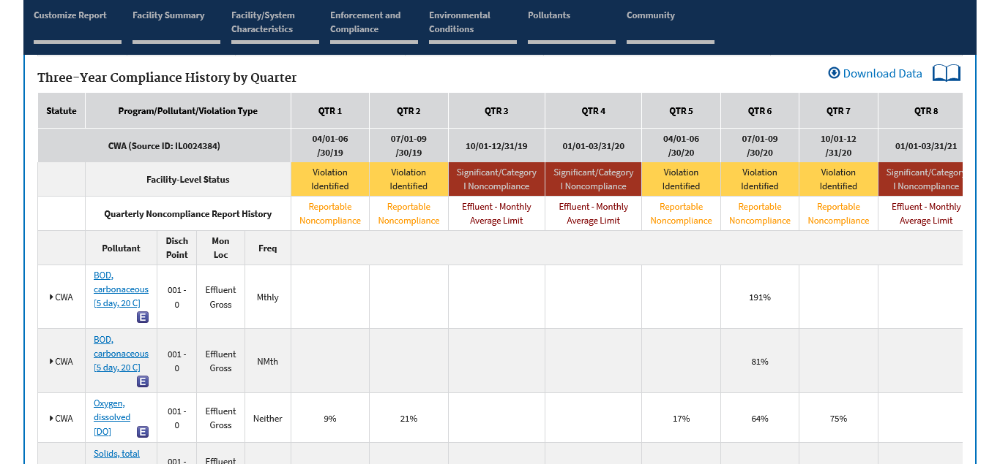 Customize Report
Facility Summary
Facility/System
Characteristics
Enforcement and
Compliance
Environmental
Conditions
Pollutants
Community
Three-Year Compliance History by Quarter
Download Data
Statute Program/Pollutant/Violation Type QTR 1 QTR 2 QTR 3 QTR 4 QTR 5 QTR 6 QTR 7 QTR 8
CWA (Source ID: IL0024384)
04/01-06
/30/19
07/01-09
/30/19
10/01-12/31/19
01/01-03/31/20
04/01-06
/30/20
07/01-09
/30/20
10/01-12
/31/20
01/01-03/31/21
Facility-Level Status
Violation
Identified
Violation
Identified
Significant/Category
I Noncompliance
Significant/Category
I Noncompliance
Violation
Identified
Violation
Identified
Violation
Identified
Significant/Category
I Noncompliance
Quarterly Noncompliance Report History
Reportable
Noncompliance
Reportable
Noncompliance
Effluent - Monthly
Average Limit
Effluent - Monthly
Average Limit
Reportable
Noncompliance
Reportable
Noncompliance
Reportable
Noncompliance
Effluent - Monthly
Average Limit
Pollutant
Disch
Point
Mon
Loc
Freq
CWA
BOD,
carbonaceous
[5 day, 20 C]
E
001 -
0
Effluent
Gross
Mthly
191%
CWA
BOD,
carbonaceous
[5 day, 20 C]
E
001 -
0
Effluent
Gross
NMth
81%
CWA
Oxygen,
dissolved
[DO]
E
001 -
0
Effluent
Gross
Neither
9% 21% 17% 64% 75%
Solids, total
001 -
Effluent